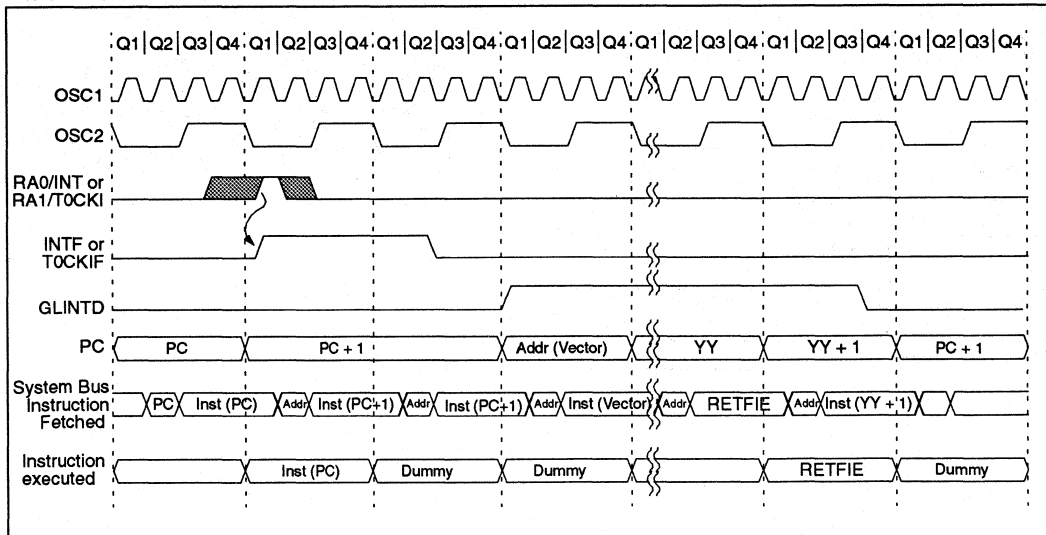 Q1 Q2 Q3 Q4 Q1 Q2 Q3 Q4 Q1 Q2 Q3 Q4 Q1 Q2 Q3 Q4 Q1 Q2 Q3 Q4 Q1 Q2 Q3 Q4 Q1 Q2 Q3 Q4
OSC1
OSC2
RA0/INT or
RA1/T0CKI
INTF or
T0CKIF
GLINTD
PC PC PC + 1 Addr (Vector) YY YY + 1 PC + 1
System Bus
Instruction
Fetched
PC Inst (PC) Addr Inst (PC+1) Addr Inst (PC+1) Addr Inst (Vector) Addr RETFIE Addr Inst (YY + 1)
Instruction
executed
Inst (PC) Dummy Dummy RETFIE Dummy